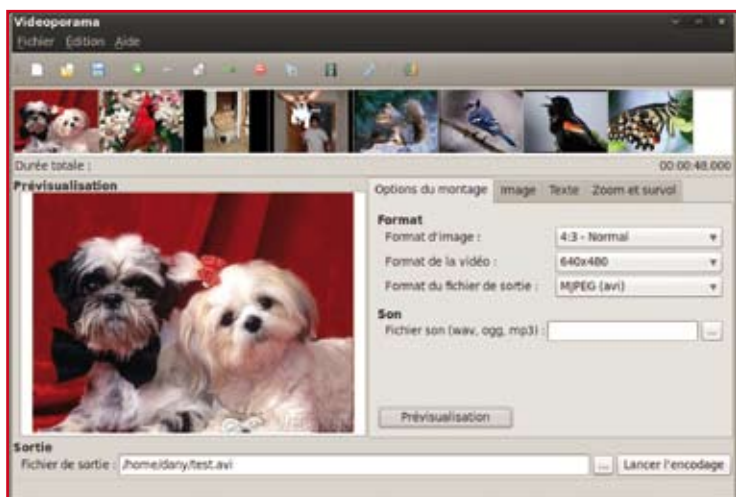 Videoporama
Fichier Édition Aide
Durée totale : 00:00:48.000
Prévisualisation
Options du montage Image Texte Zoom et survol
Format
Format d'image : 4:3 - Normal
Format de la vidéo : 640x480
Format du fichier de sortie : MJPEG (avi)
Son
Fichier son (wav, ogg, mp3) : ...
Prévisualisation
Sortie
Fichier de sortie : /home/dany/test.avi ... Lancer l'encodage